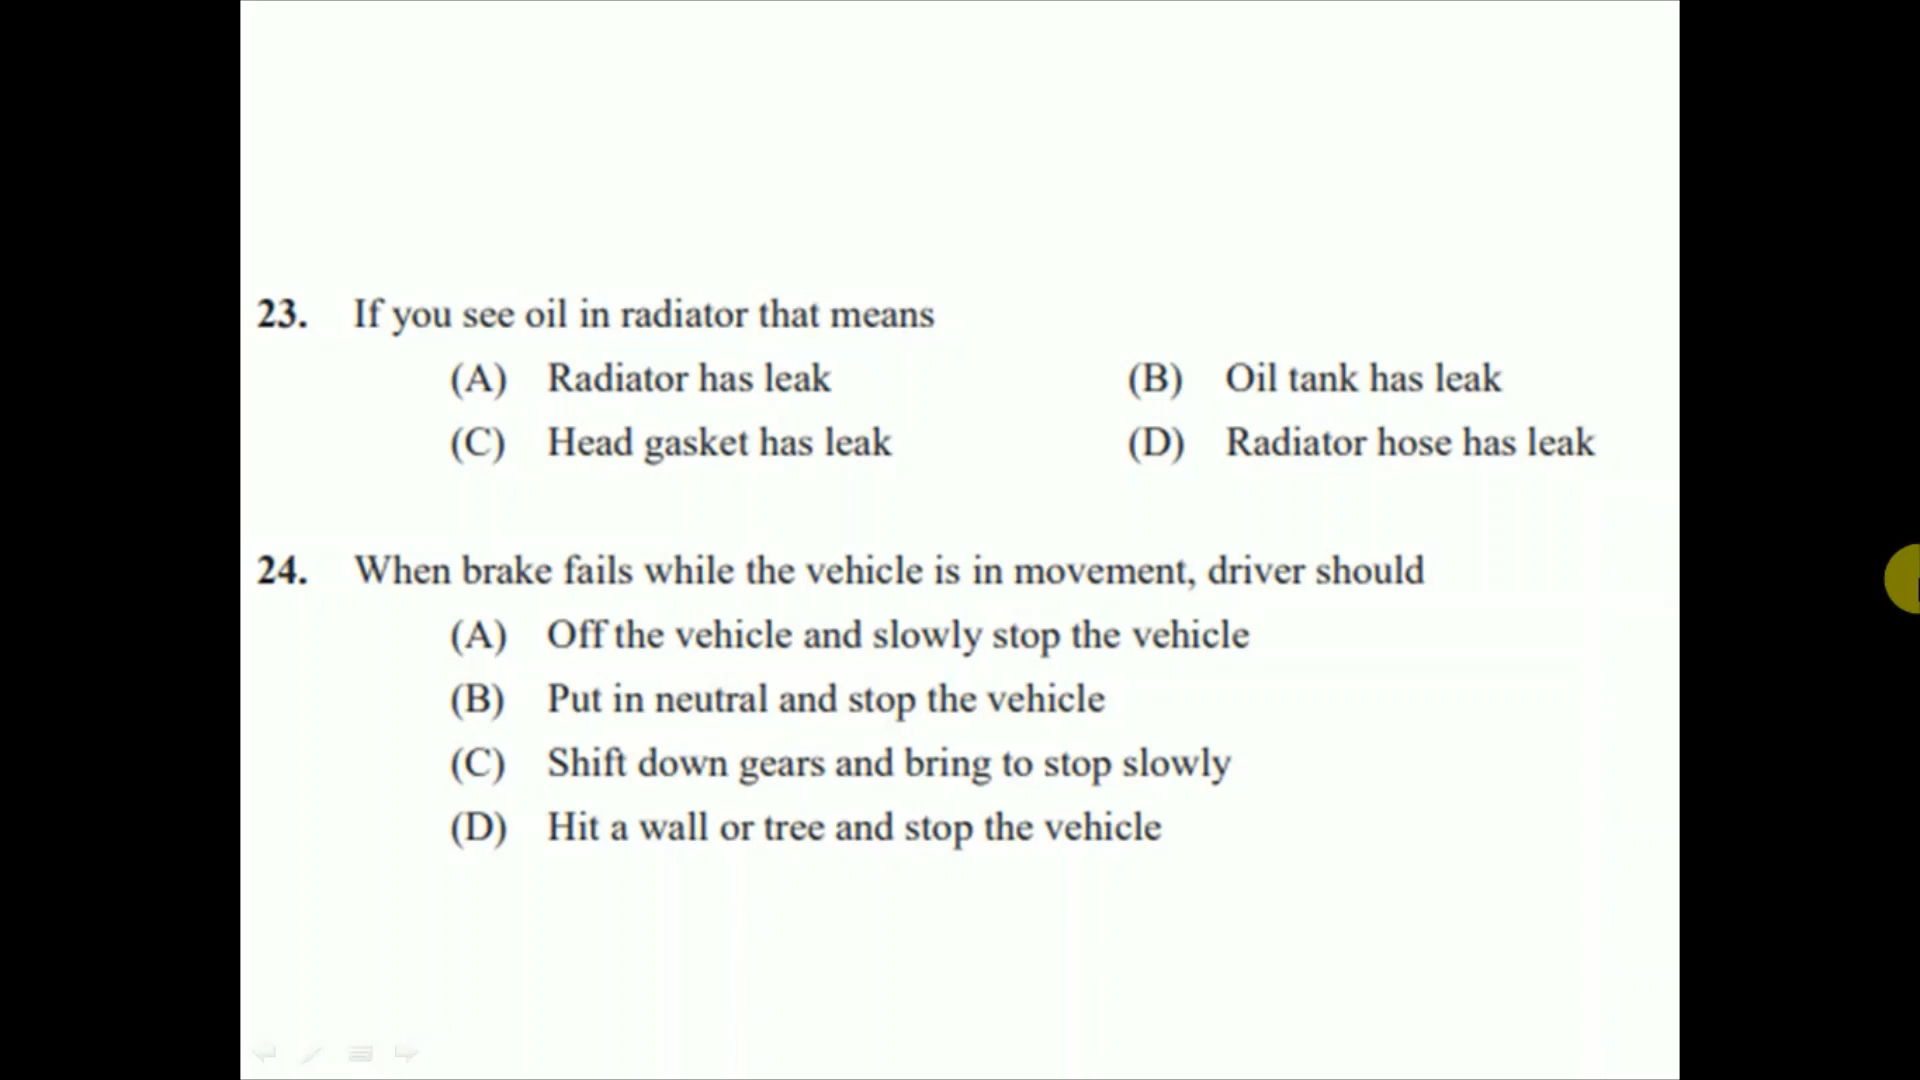 23. If you see oil in radiator that means
(A) Radiator has leak (B) Oil tank has leak
(C) Head gasket has leak (D) Radiator hose has leak
24. When brake fails while the vehicle is in movement, driver should
(A) Off the vehicle and slowly stop the vehicle
(B) Put in neutral and stop the vehicle
(C) Shift down gears and bring to stop slowly
(D) Hit a wall or tree and stop the vehicle